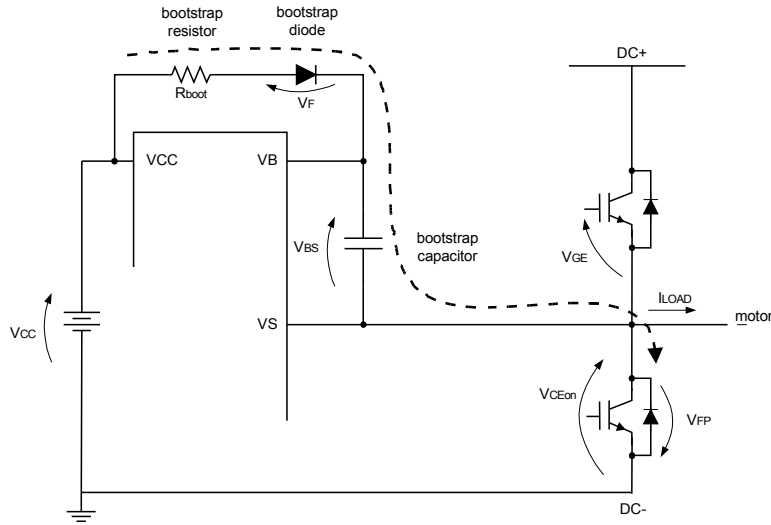 bootstrap
resistor
bootstrap
diode
DC+
Rboot
VF
VCC
VB
VBS
bootstrap
capacitor
VGE
ILOAD
VCC
VS
motor
VCEon
VFP
DC-